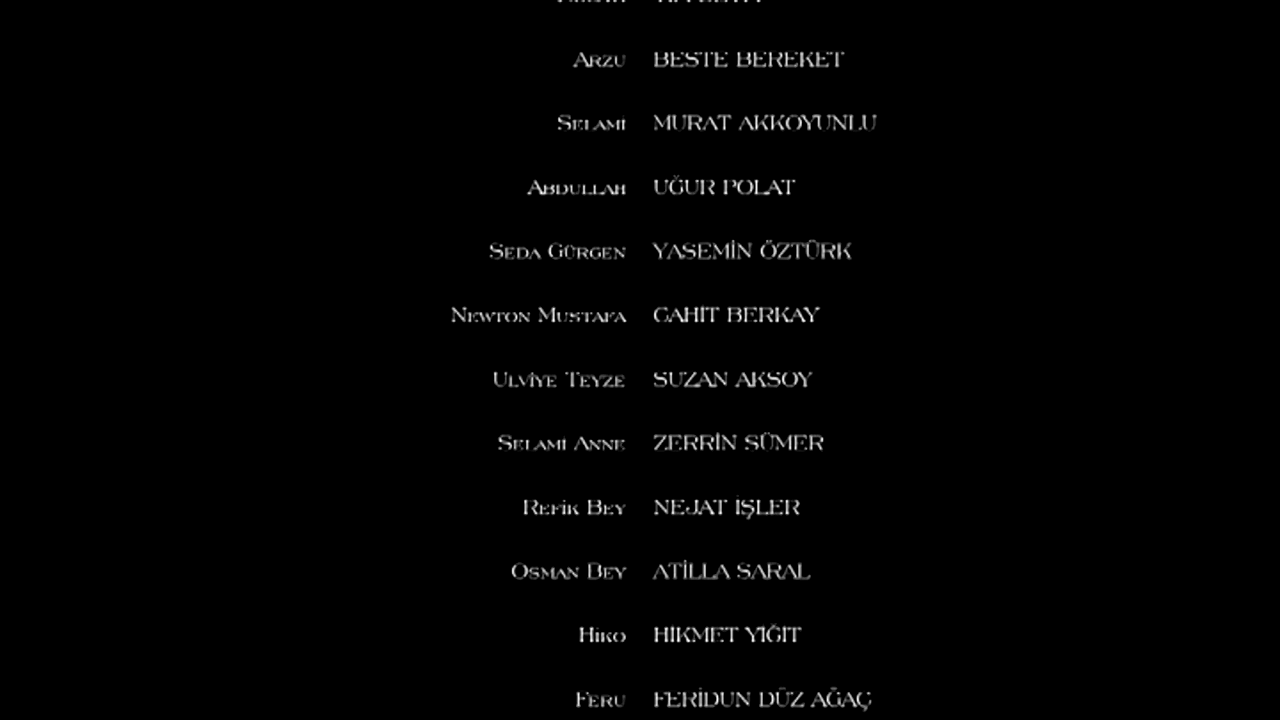 Arzu BESTE BEREKET
Selami MURAT AKKOYUNLU
Abdullah UĞUR POLAT
Seda Gürgen YASEMİN ÖZTÜRK
Newton Mustafa CAHİT BERKAY
Ulviye Teyze SUZAN AKSOY
Selami Anne ZERRİN SÜMER
Refik Bey NEJAT İŞLER
Osman Bey ATİLLA SARAL
Hiko HİKMET YİĞİT
Feru FERİDUN DÜZ AĞAÇ